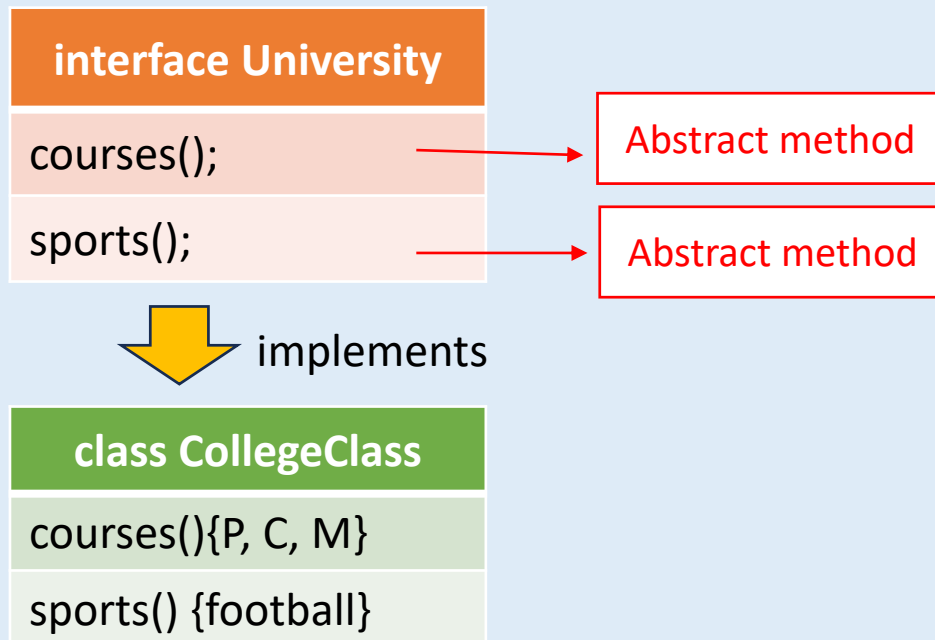 interface University
courses();
Abstract method
sports();
Abstract method
implements
class CollegeClass
courses(){P, C, M}
sports() {football}